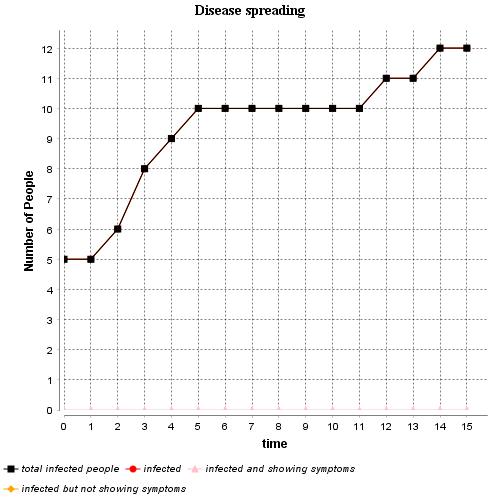 Disease spreading
Number of People
12
11
10
9
8
7
6
5
4
3
2
1
0
0 1 2 3 4 5 6 7 8 9 10 11 12 13 14 15
time
total infected people infected infected and showing symptoms
infected but not showing symptoms